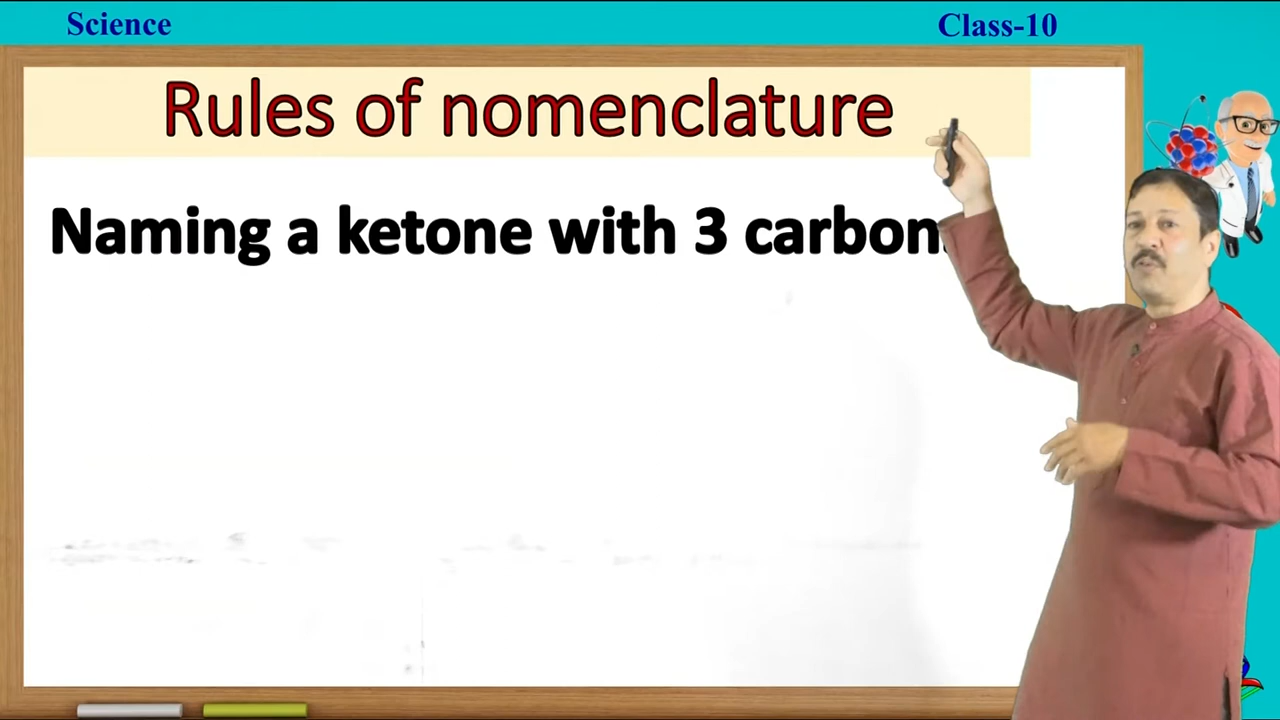 Science
Class-10
Rules of nomenclature
Naming a ketone with 3 carbon